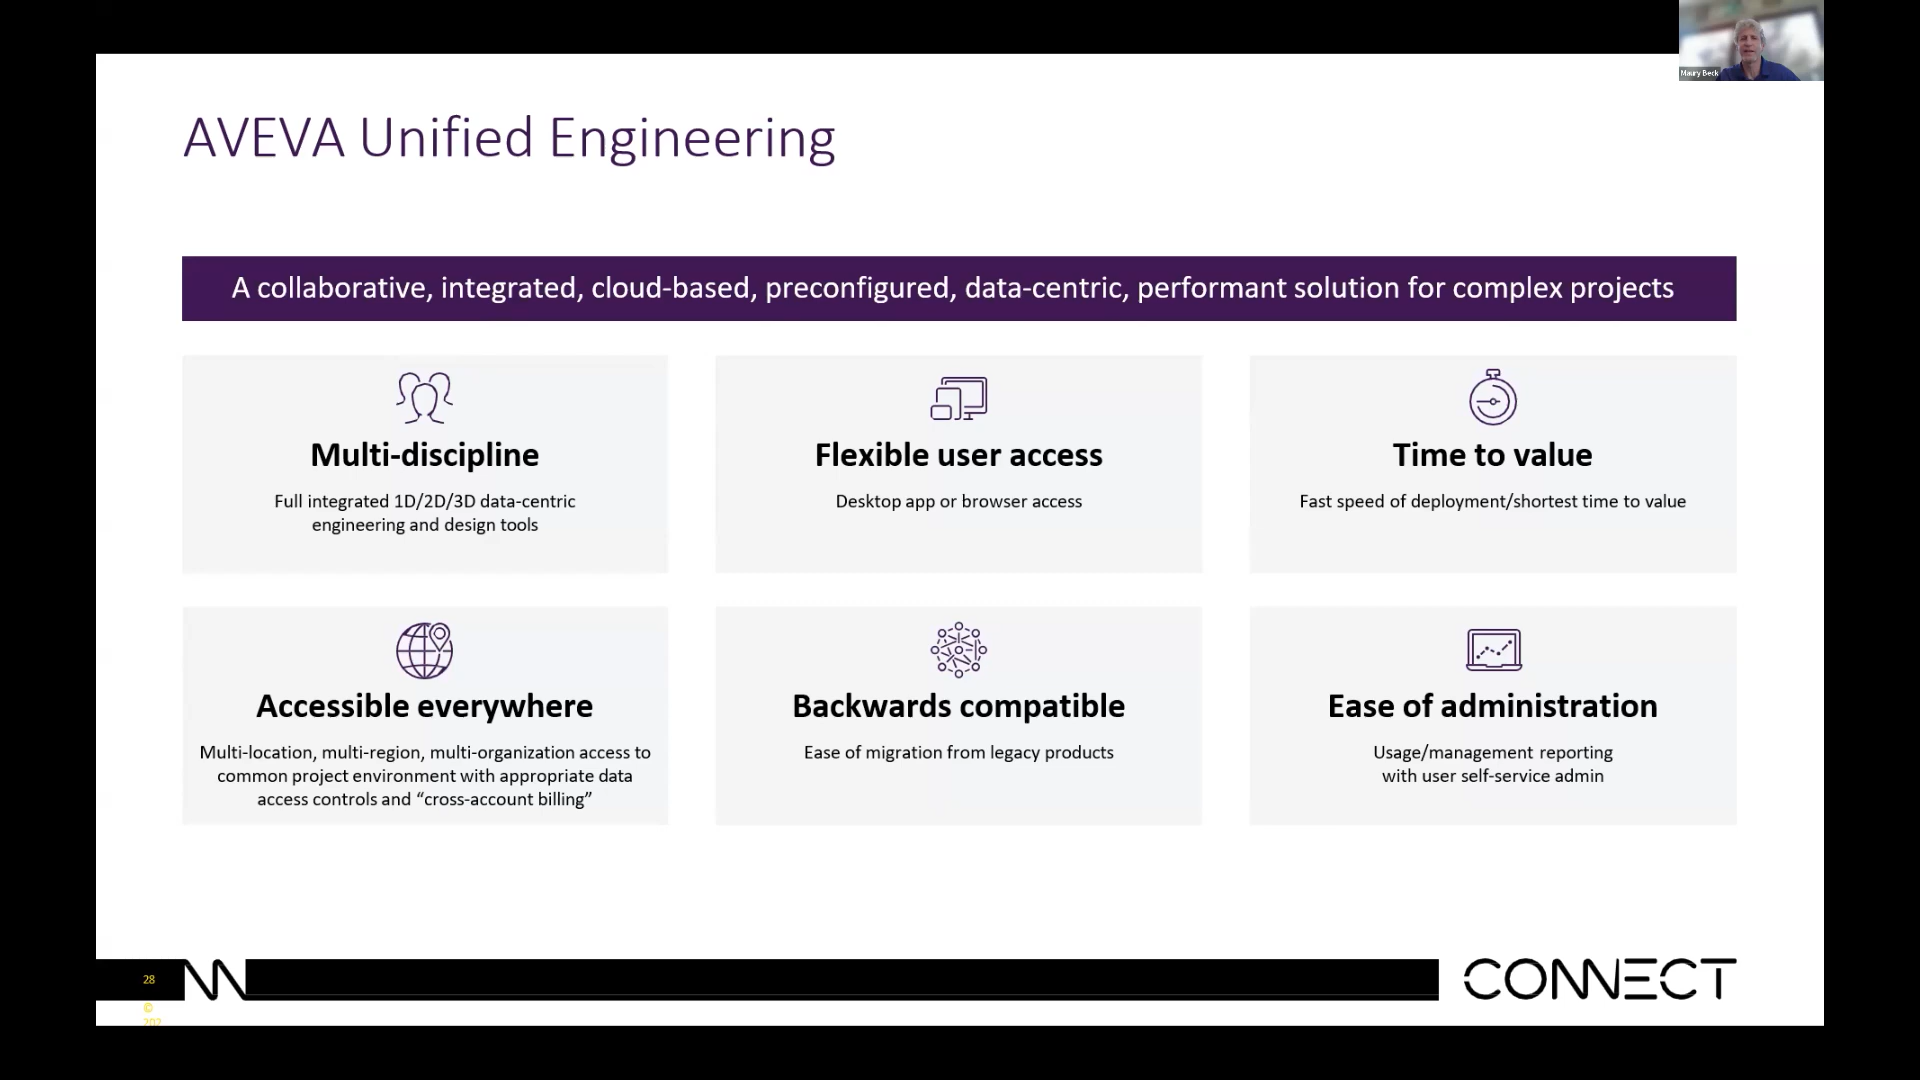 Maury Beck
AVEVA Unified Engineering
A collaborative, integrated, cloud-based, preconfigured, data-centric, performant solution for complex projects
Multi-discipline
Full integrated 1D/2D/3D data-centric
engineering and design tools
Flexible user access
Desktop app or browser access
Time to value
Fast speed of deployment/shortest time to value
Accessible everywhere
Multi-location, multi-region, multi-organization access to
common project environment with appropriate data
access controls and “cross-account billing”
Backwards compatible
Ease of migration from legacy products
Ease of administration
Usage/management reporting
with user self-service admin
28
©
202
CONNECT